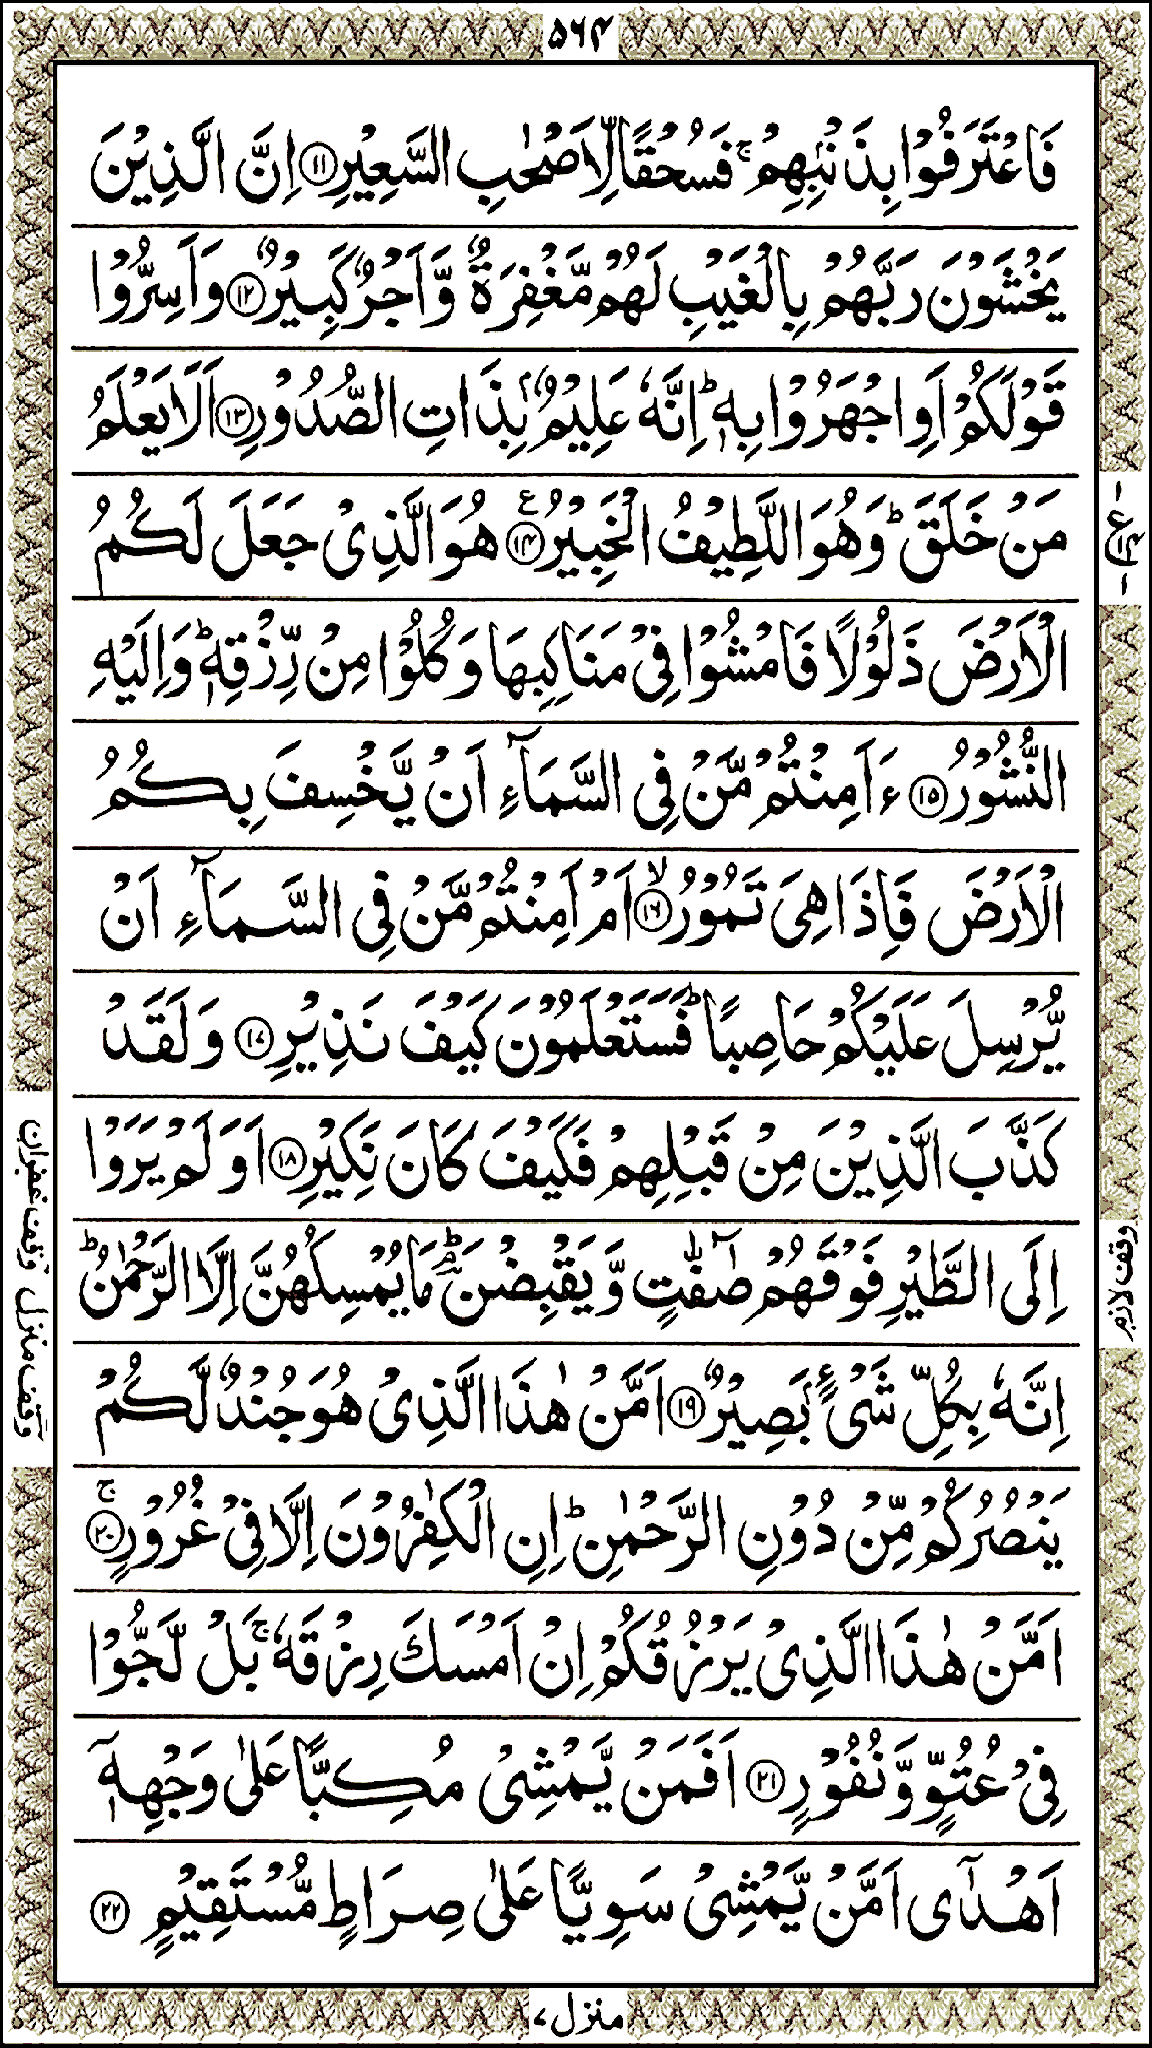 ۵۶۴
فَاعْتَرَفُوْا بِذَنْۢبِهِمْ ۚ فَسُحْقًا لِّاَصْحٰبِ السَّعِيْرِ ﴿۱۱﴾ اِنَّ الَّذِيْنَ
يَخْشَوْنَ رَبَّهُمْ بِالْغَيْبِ لَهُمْ مَّغْفِرَةٌ وَّاَجْرٌ كَبِيْرٌ ﴿۱۲﴾ وَاَسِرُّوْا
قَوْلَكُمْ اَوِ اجْهَرُوْا بِهٖ ؕ اِنَّهٗ عَلِيْمٌۢ بِذَاتِ الصُّدُوْرِ ﴿۱۳﴾ اَلَا يَعْلَمُ
مَنْ خَلَقَ ؕ وَهُوَ اللَّطِيْفُ الْخَبِيْرُ ﴿۱۴﴾ ع هُوَ الَّذِيْ جَعَلَ لَكُمُ
الْاَرْضَ ذَلُوْلًا فَامْشُوْا فِيْ مَنَاكِبِهَا وَكُلُوْا مِنْ رِّزْقِهٖ ؕ وَاِلَيْهِ
النُّشُوْرُ ﴿۱۵﴾ ءَاَمِنْتُمْ مَّنْ فِي السَّمَآءِ اَنْ يَّخْسِفَ بِكُمُ
الْاَرْضَ فَاِذَا هِيَ تَمُوْرُ ﴿۱۶﴾ ۙ اَمْ اَمِنْتُمْ مَّنْ فِي السَّمَآءِ اَنْ
يُّرْسِلَ عَلَيْكُمْ حَاصِبًا ؕ فَسَتَعْلَمُوْنَ كَيْفَ نَذِيْرِ ﴿۱۷﴾ وَلَقَدْ
كَذَّبَ الَّذِيْنَ مِنْ قَبْلِهِمْ فَكَيْفَ كَانَ نَكِيْرِ ﴿۱۸﴾ اَوَلَمْ يَرَوْا
اِلَى الطَّيْرِ فَوْقَهُمْ صٰٓفّٰتٍ وَّيَقْبِضْنَ ؕ مَا يُمْسِكُهُنَّ اِلَّا الرَّحْمٰنُ ؕ
اِنَّهٗ بِكُلِّ شَيْءٍۢ بَصِيْرٌ ﴿۱۹﴾ اَمَّنْ هٰذَا الَّذِيْ هُوَ جُنْدٌ لَّكُمْ
يَنْصُرُكُمْ مِّنْ دُوْنِ الرَّحْمٰنِ ؕ اِنِ الْكٰفِرُوْنَ اِلَّا فِيْ غُرُوْرٍ ﴿۲۰﴾ ۚ
اَمَّنْ هٰذَا الَّذِيْ يَرْزُقُكُمْ اِنْ اَمْسَكَ رِزْقَهٗ ۚ بَلْ لَّجُّوْا
فِيْ عُتُوٍّ وَّنُفُوْرٍ ﴿۲۱﴾ اَفَمَنْ يَّمْشِيْ مُكِبًّا عَلٰى وَجْهِهٖٓ
اَهْدٰٓى اَمَّنْ يَّمْشِيْ سَوِيًّا عَلٰى صِرَاطٍ مُّسْتَقِيْمٍ ﴿۲۲﴾
ع ۱۴
وقف لازم
وقف منزل وقف غفران
منزل ۷